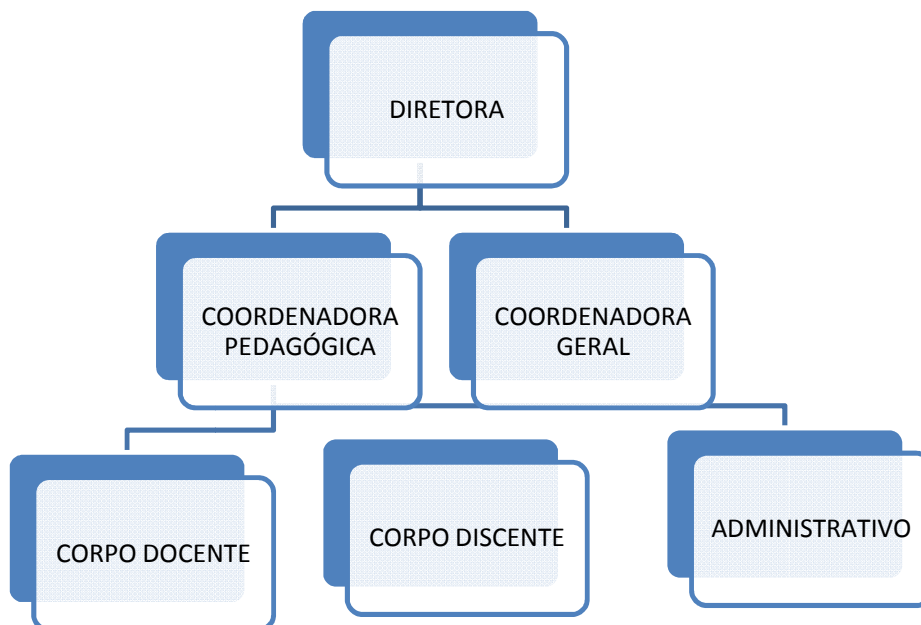 DIRETORA
COORDENADORA
PEDAGÓGICA
COORDENADORA
GERAL
CORPO DOCENTE
CORPO DISCENTE
ADMINISTRATIVO